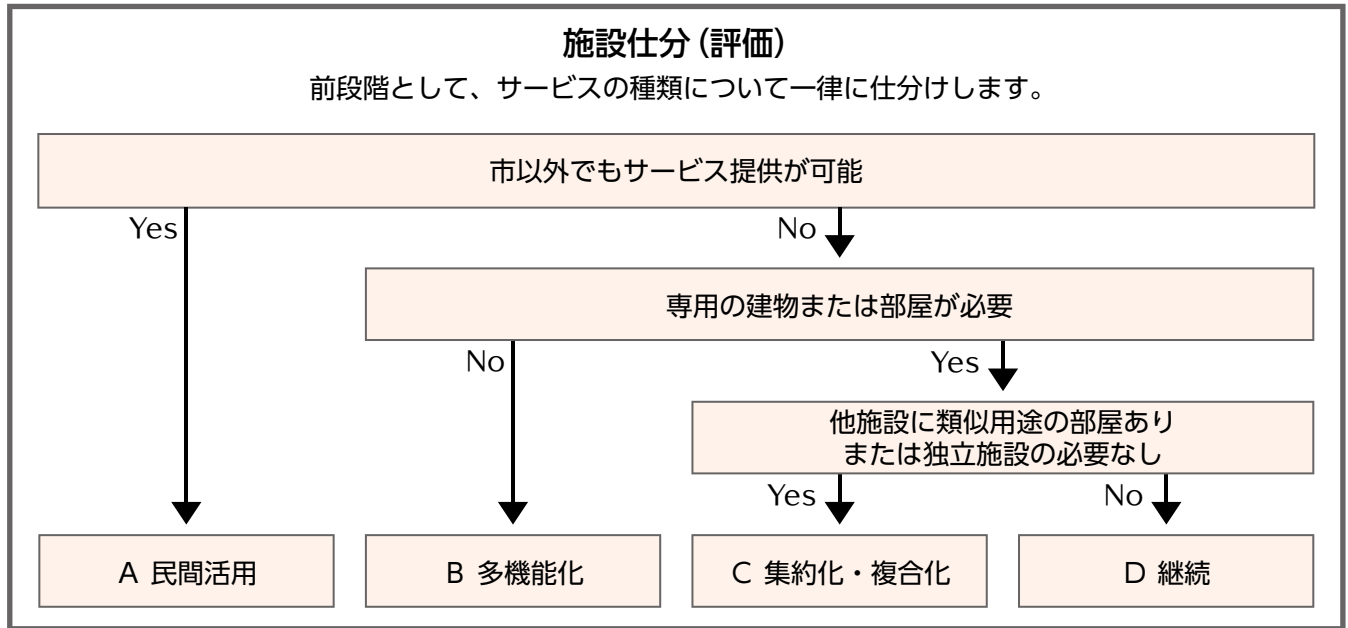 施設仕分(評価)
前段階として、サービスの種類について一律に仕分けします。
市以外でもサービス提供が可能
Yes
No
専用の建物または部屋が必要
No
Yes
他施設に類似用途の部屋あり
または独立施設の必要なし
Yes
No
A 民間活用
B 多機能化
C 集約化・複合化
D 継続